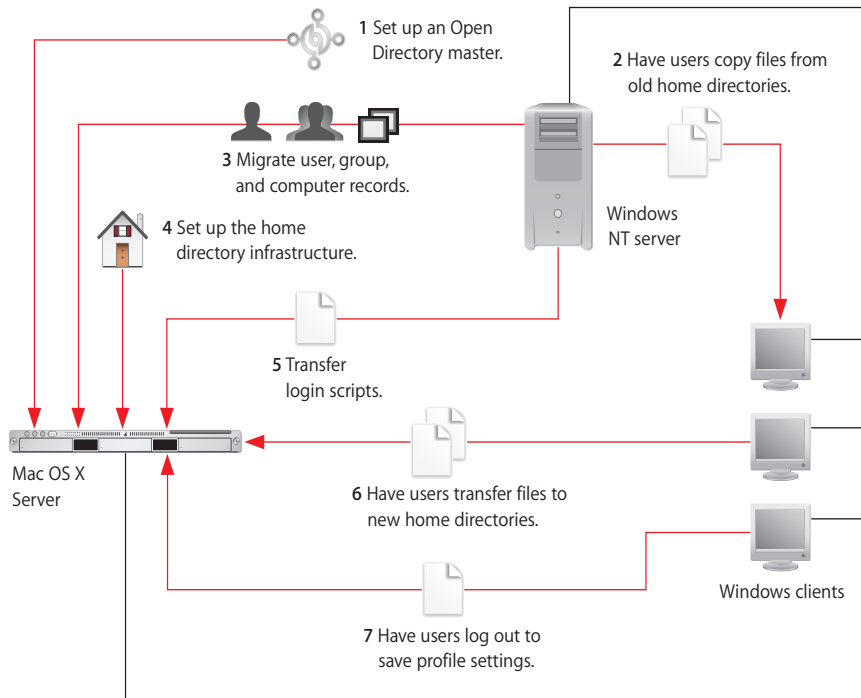 1 Set up an Open
Directory master.
2 Have users copy files from
old home directories.
3 Migrate user, group,
and computer records.
4 Set up the home
directory infrastructure.
Windows
NT server
5 Transfer
login scripts.
Mac OS X
Server
6 Have users transfer files to
new home directories.
Windows clients
7 Have users log out to
save profile settings.